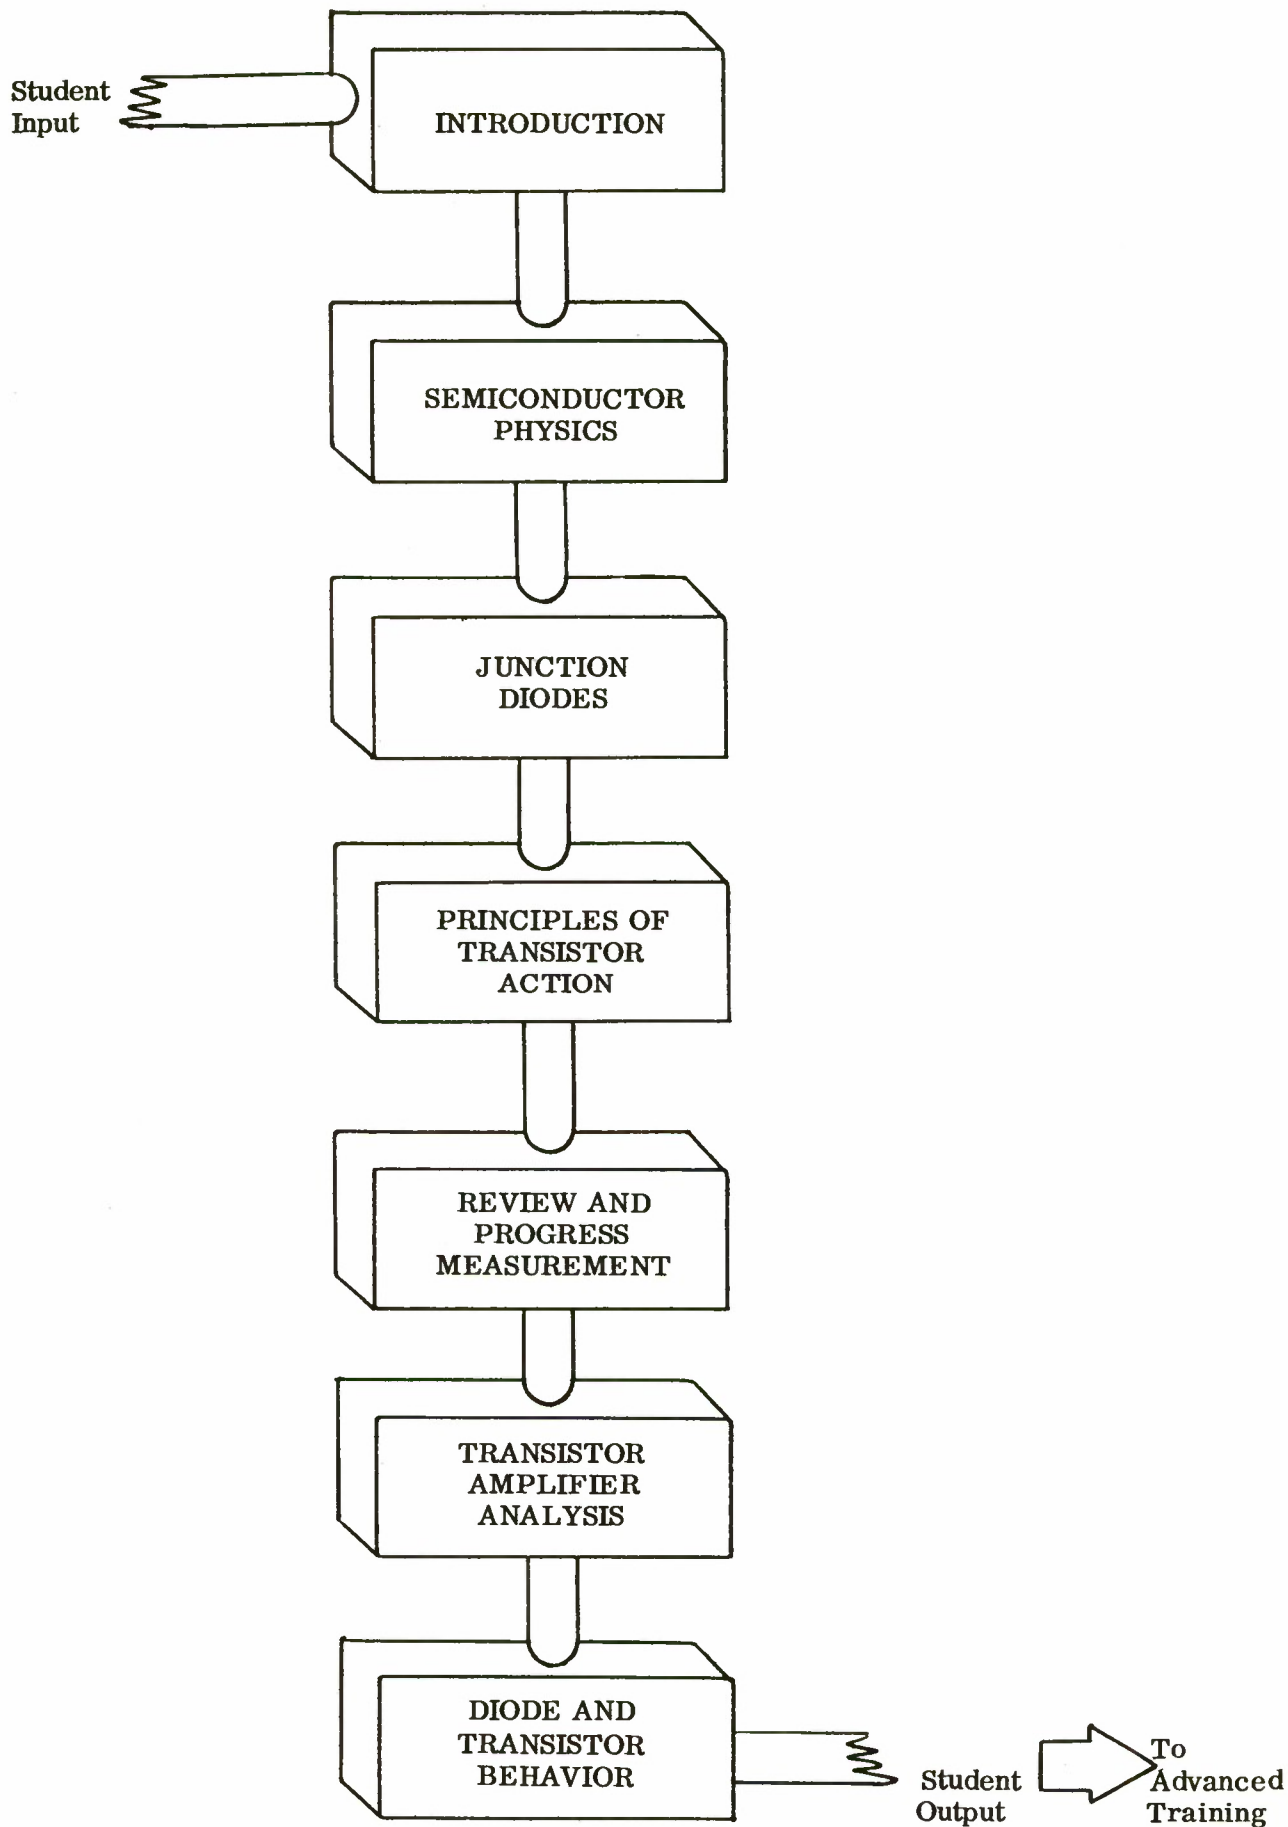 Student
Input
INTRODUCTION
SEMICONDUCTOR
PHYSICS
JUNCTION
DIODES
PRINCIPLES OF
TRANSISTOR
ACTION
REVIEW AND
PROGRESS
MEASUREMENT
TRANSISTOR
AMPLIFIER
ANALYSIS
DIODE AND
TRANSISTOR
BEHAVIOR
Student
Output
To
Advanced
Training